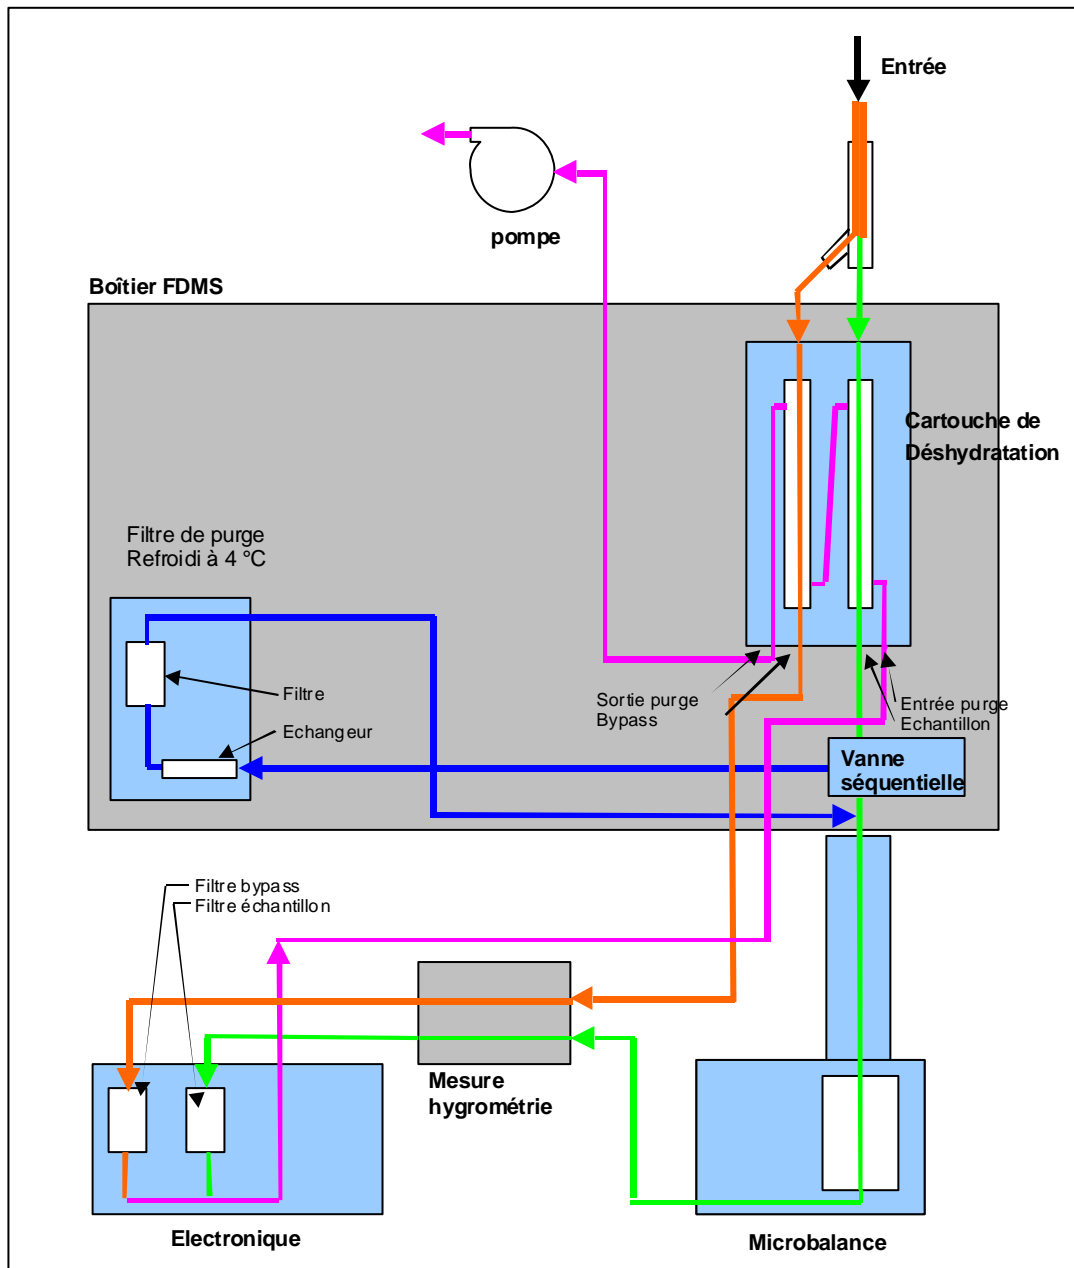 Entrée
pompe
Boîtier FDMS
Cartouche de
Déshydratation
Filtre de purge
Refroidi à 4 °C
Filtre
Echangeur
Sortie purge
Bypass
Entrée purge
Echantillon
Vanne
séquentielle
Filtre bypass
Filtre échantillon
Mesure
hygrométrie
Electronique
Microbalance